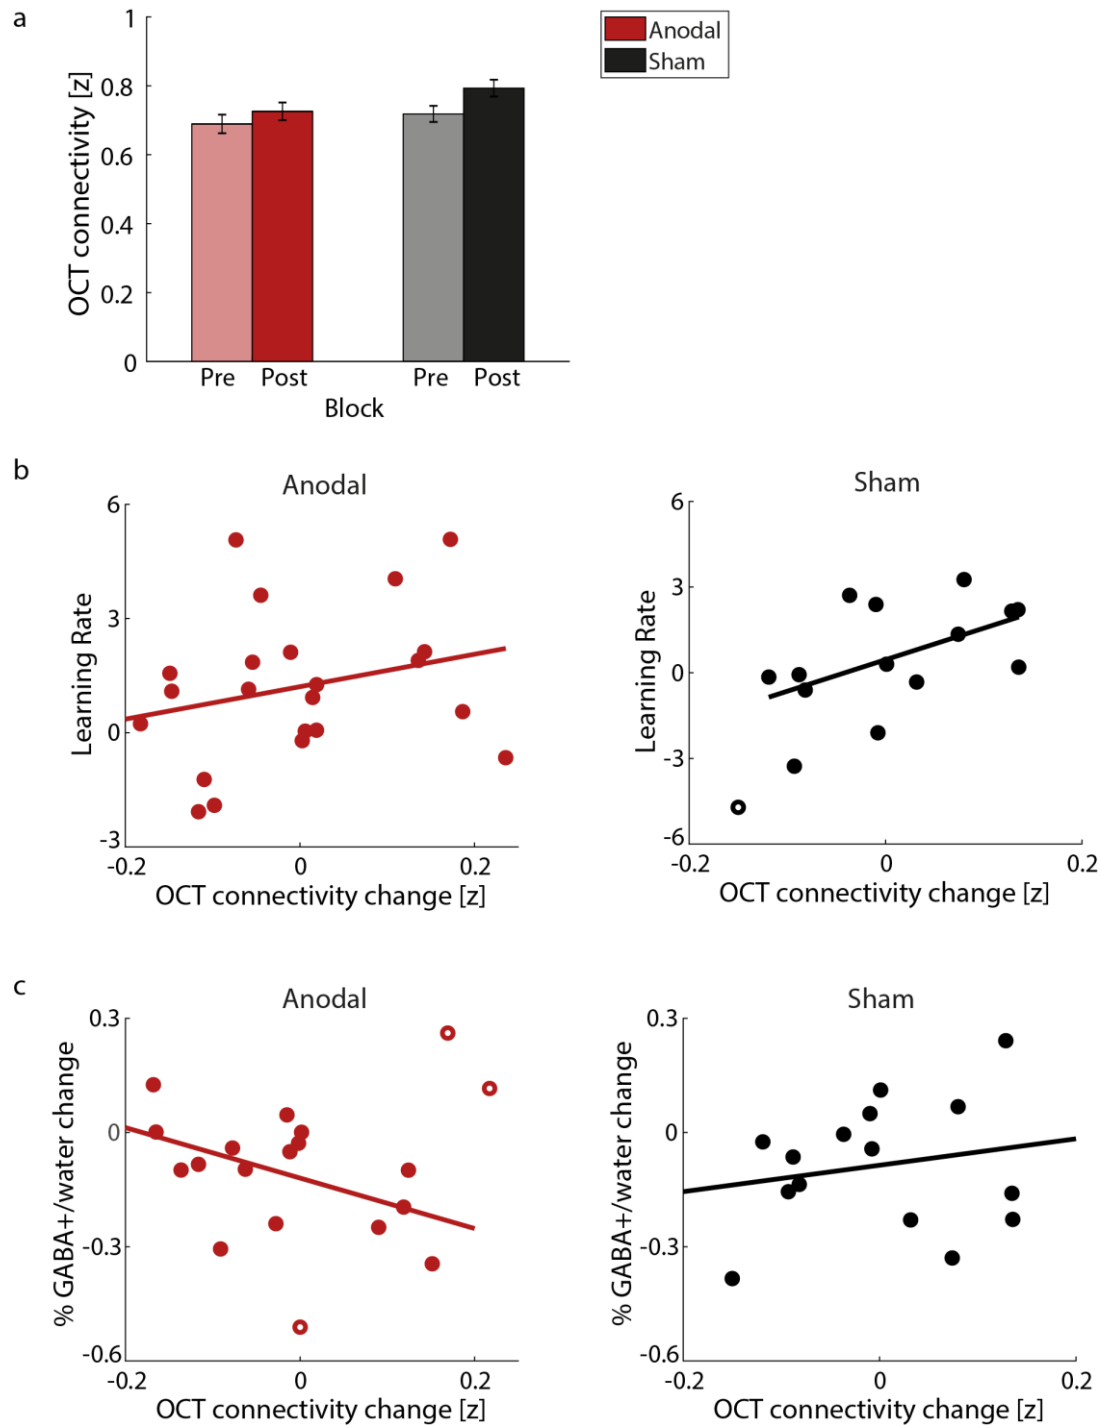 a
OCT connectivity [z]
1
0.8
0.6
0.4
0.2
0
Pre Post
Pre Post
Block
Anodal
Sham
b
Anodal
Learning Rate
6
3
0
-3
-0.2 0 0.2
OCT connectivity change [z]
Sham
Learning Rate
6
3
0
-3
-6
-0.2 0 0.2
OCT connectivity change [z]
c
Anodal
% GABA+/water change
0.3
0
-0.3
-0.6
-0.2 0 0.2
OCT connectivity change [z]
Sham
% GABA+/water change
0.3
0
-0.3
-0.6
-0.2 0 0.2
OCT connectivity change [z]